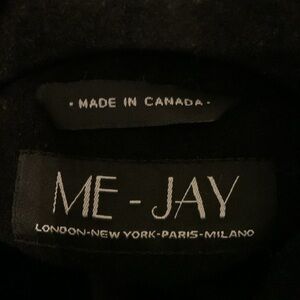 · MADE IN CANADA ·
ME - JAY
LONDON-NEW YORK-PARIS-MILANO